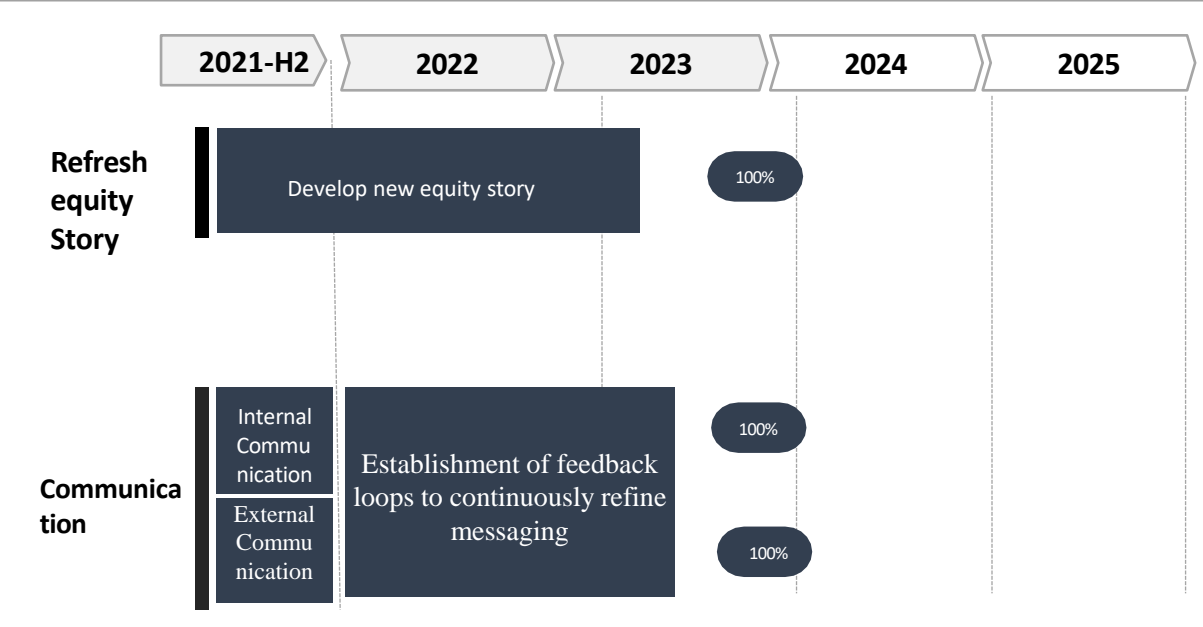 2021-H2
2022
2023
2024
2025
Refresh
equity
Story
Develop new equity story
100%
Communica
tion
Internal
Commu
nication
External
Commu
nication
Establishment of feedback
loops to continuously refine
messaging
100%
100%